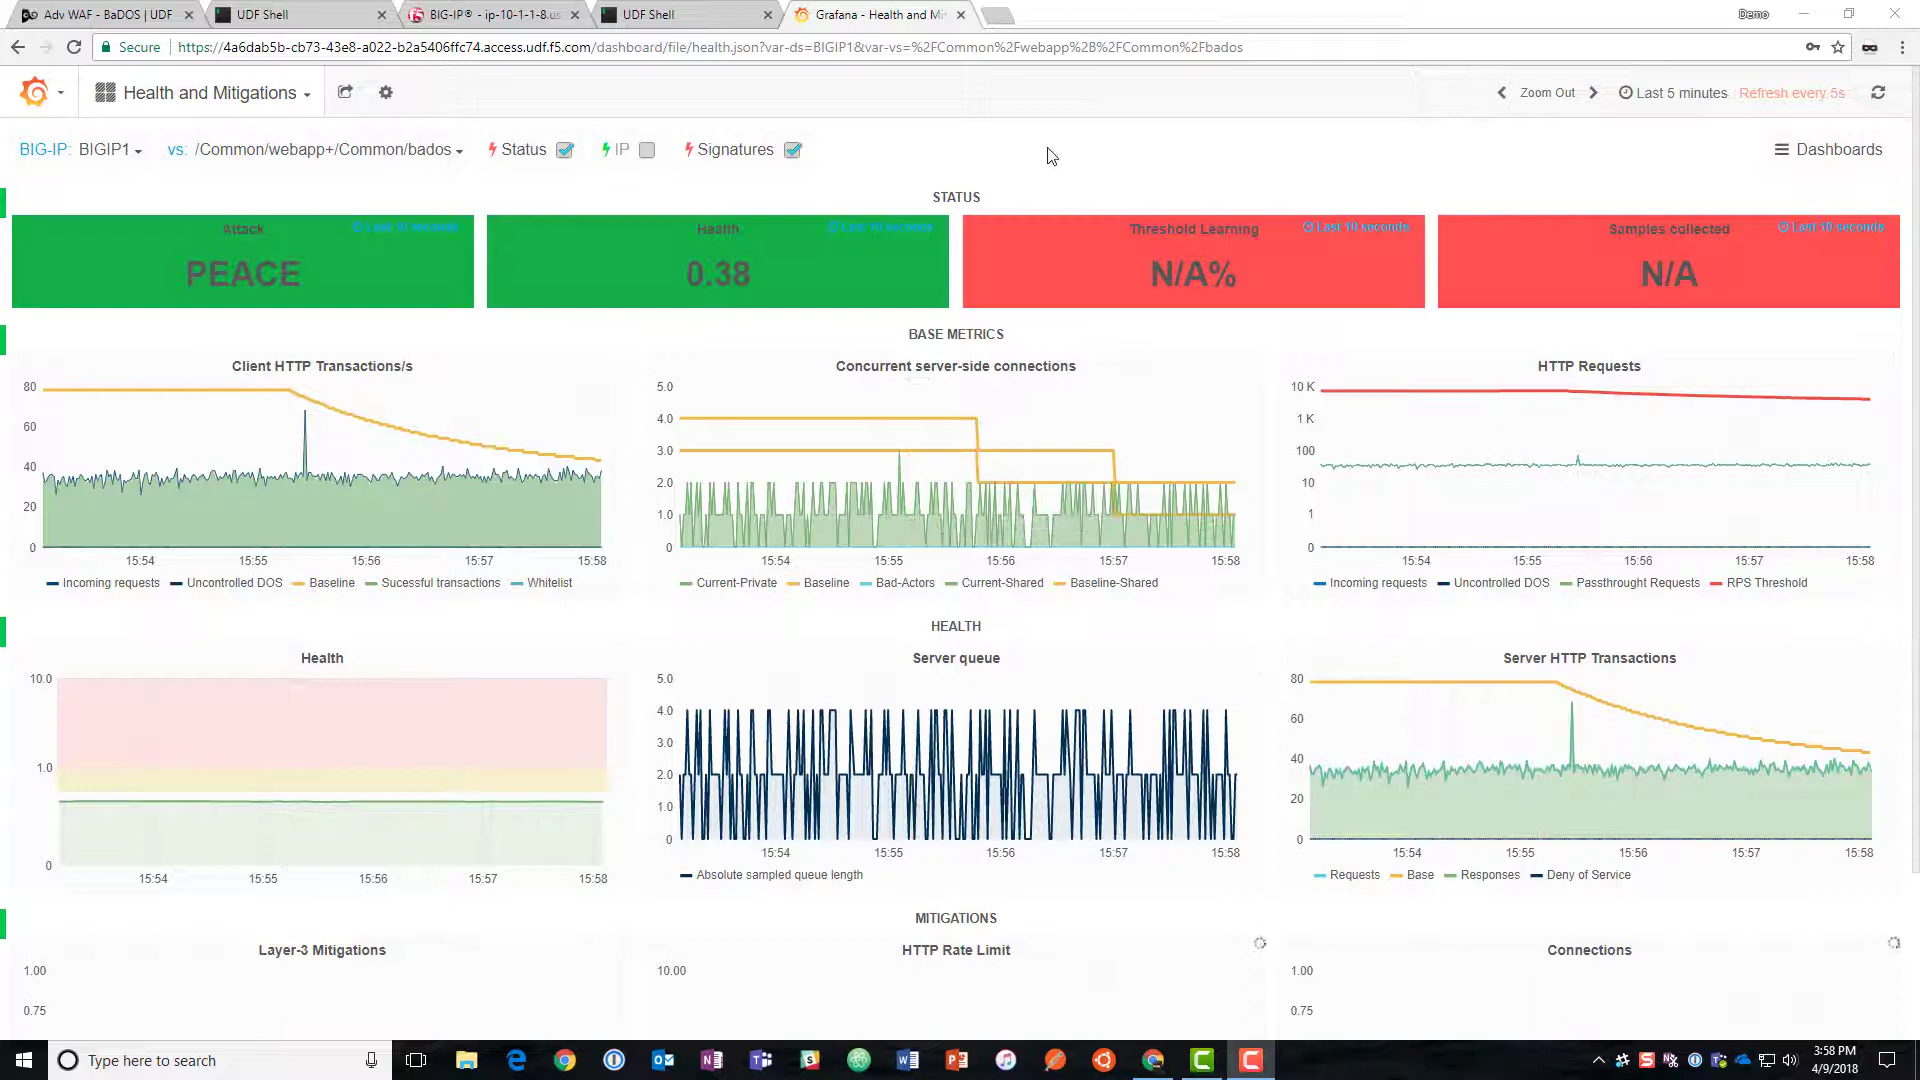 Adv WAF - BaDOS | UDF
UDF Shell
BIG-IP® - ip-10-1-1-8.us
UDF Shell
Grafana - Health and Mi
Demo
Secure
https://4a6dab5b-cb73-43e8-a022-b2a5406ffc74.access.udf.f5.com/dashboard/file/health.json?var-ds=BIGIP1&var-vs=%2FCommon%2Fwebapp%2B%2FCommon%2Fbados
Health and Mitigations
Zoom Out
Last 5 minutes
Refresh every 5s
BIG-IP: BIGIP1
vs: /Common/webapp+/Common/bados
Status
IP
Signatures
Dashboards
STATUS
Attack
Last 10 seconds
PEACE
Health
Last 10 seconds
0.38
Threshold Learning
Last 10 seconds
N/A%
Samples collected
Last 10 seconds
N/A
BASE METRICS
Client HTTP Transactions/s
80
60
40
20
0
15:54 15:55 15:56 15:57 15:58
Incoming requests Uncontrolled DOS Baseline Sucessful transactions Whitelist
Concurrent server-side connections
5.0
4.0
3.0
2.0
1.0
0
15:54 15:55 15:56 15:57 15:58
Current-Private Baseline Bad-Actors Current-Shared Baseline-Shared
HTTP Requests
10 K
1 K
100
10
1
0
15:54 15:55 15:56 15:57 15:58
Incoming requests Uncontrolled DOS Passthrought Requests RPS Threshold
HEALTH
Health
10.0
1.0
0
15:54 15:55 15:56 15:57 15:58
Server queue
5.0
4.0
3.0
2.0
1.0
0
15:54 15:55 15:56 15:57 15:58
Absolute sampled queue length
Server HTTP Transactions
80
60
40
20
0
15:54 15:55 15:56 15:57 15:58
Requests Base Responses Deny of Service
MITIGATIONS
Layer-3 Mitigations
1.00
0.75
HTTP Rate Limit
10.00
Connections
1.00
0.75
Type here to search
3:58 PM
4/9/2018